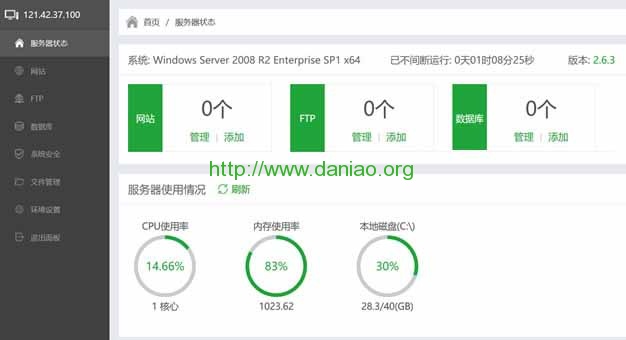 121.42.37.100
服务器状态
网站
FTP
数据库
系统安全
文件管理
环境设置
退出面板
首页 / 服务器状态
系统: Windows Server 2008 R2 Enterprise SP1 x64 已不间断运行: 0天01时08分25秒 版本: 2.6.3
网站 0个 管理 | 添加
FTP 0个 管理 | 添加
数据库 0个 管理 | 添加
http://www.daniao.org
服务器使用情况 刷新
CPU使用率 内存使用率 本地磁盘(C:\)
14.66% 83% 30%
1 核心 1023.62 28.3/40(GB)